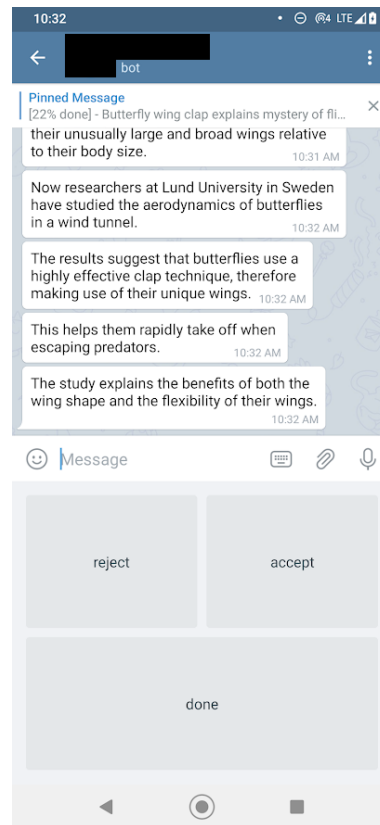 10:32
4 LTE
bot
Pinned Message
[22% done] - Butterfly wing clap explains mystery of fli...
their unusually large and broad wings relative
to their body size.
10:31 AM
Now researchers at Lund University in Sweden
have studied the aerodynamics of butterflies
in a wind tunnel.
10:32 AM
The results suggest that butterflies use a
highly effective clap technique, therefore
making use of their unique wings.
10:32 AM
This helps them rapidly take off when
escaping predators.
10:32 AM
The study explains the benefits of both the
wing shape and the flexibility of their wings.
10:32 AM
Message
reject
accept
done